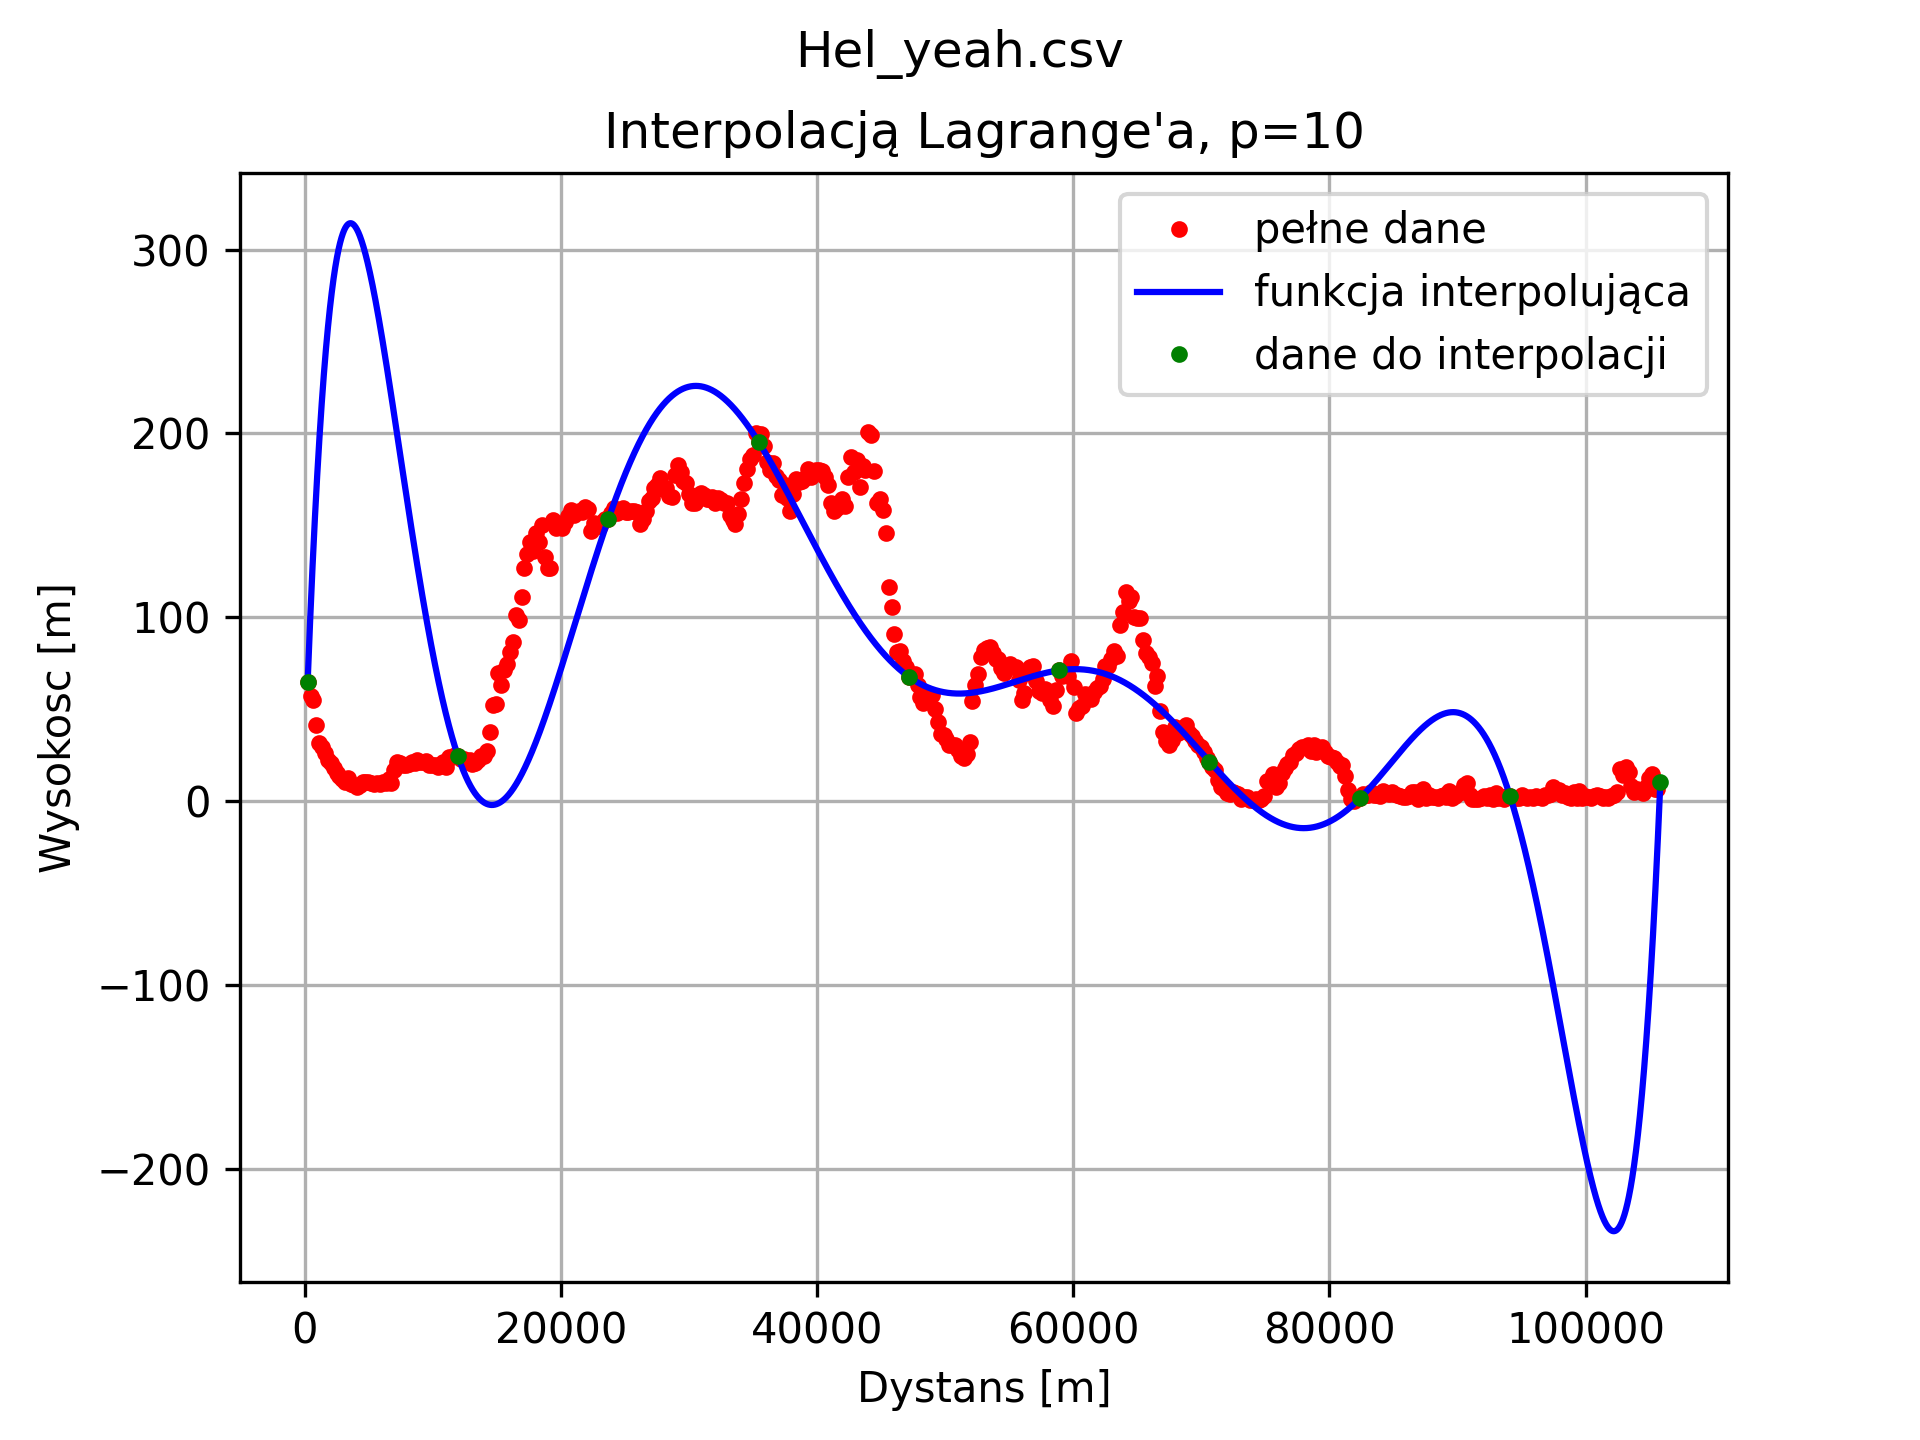 Hel_yeah.csv
Interpolacją Lagrange'a, p=10
pełne dane
funkcja interpolująca
dane do interpolacji
Wysokosc [m]
300
200
100
0
−100
−200
0 20000 40000 60000 80000 100000
Dystans [m]